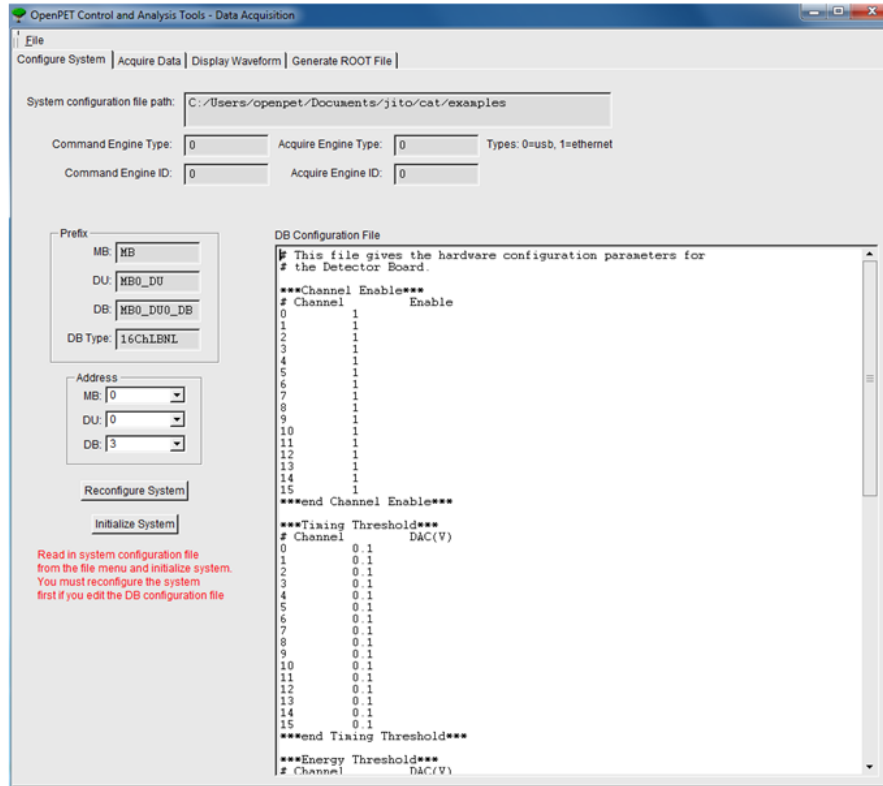 OpenPET Control and Analysis Tools - Data Acquisition
File
Configure System Acquire Data Display Waveform Generate ROOT File
System configuration file path: C:/Users/openpet/Documents/jito/cat/examples
Command Engine Type: 0 Acquire Engine Type: 0 Types: 0=usb, 1=ethernet
Command Engine ID: 0 Acquire Engine ID: 0
Prefix
MB: MB
DU: MB0_DU
DB: MB0_DU0_DB
DB Type: 16ChLBNL
Address
MB: 0
DU: 0
DB: 3
Reconfigure System
Initialize System
Read in system configuration file
from the file menu and initialize system.
You must reconfigure the system
first if you edit the DB configuration file
DB Configuration File
# This file gives the hardware configuration parameters for
# the Detector Board.
***Channel Enable***
# Channel Enable
0 1
1 1
2 1
3 1
4 1
5 1
6 1
7 1
8 1
9 1
10 1
11 1
12 1
13 1
14 1
15 1
***end Channel Enable***
***Timing Threshold***
# Channel DAC(V)
0 0.1
1 0.1
2 0.1
3 0.1
4 0.1
5 0.1
6 0.1
7 0.1
8 0.1
9 0.1
10 0.1
11 0.1
12 0.1
13 0.1
14 0.1
15 0.1
***end Timing Threshold***
***Energy Threshold***
# Channel DAC(V)